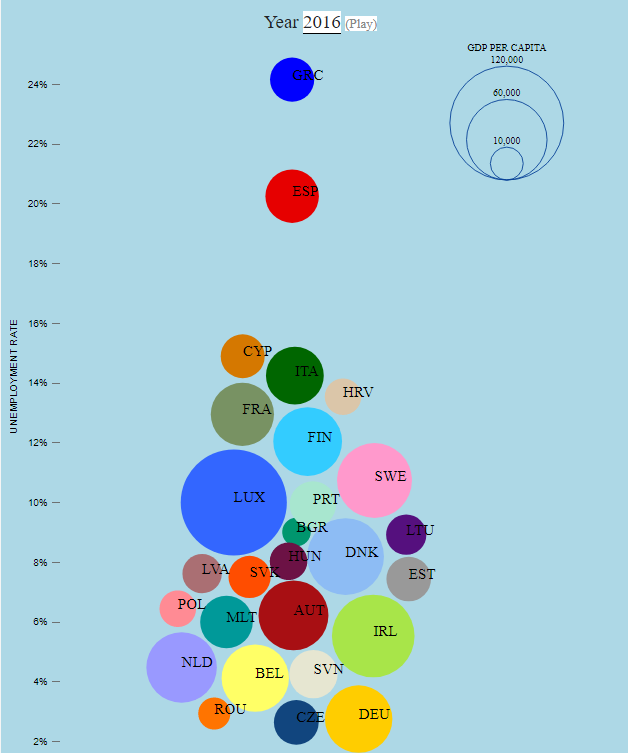 Year 2016 (Play)
GDP PER CAPITA
120,000
60,000
10,000
UNEMPLOYMENT RATE
24%
22%
20%
18%
16%
14%
12%
10%
8%
6%
4%
2%
GRC
ESP
CYP
ITA
HRV
FRA
FIN
SWE
LUX
PRT
BGR
LTU
HUN
DNK
LVA
SVK
EST
POL
MLT
AUT
IRL
NLD
BEL
SVN
ROU
CZE
DEU